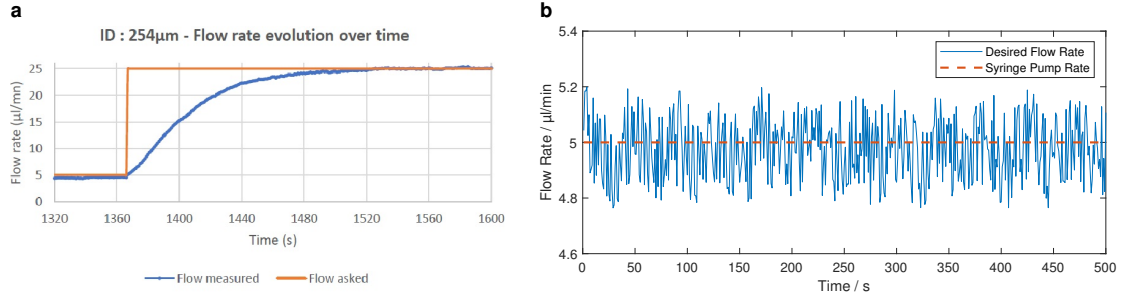 a
ID : 254µm - Flow rate evolution over time
Flow rate (µl/mn)
25
20
15
10
5
0
1320 1360 1400 1440 1480 1520 1560 1600
Time (s)
Flow measured Flow asked
b
Flow Rate / µl/min
5.4
5.2
5
4.8
4.6
Desired Flow Rate
Syringe Pump Rate
0 50 100 150 200 250 300 350 400 450 500
Time / s